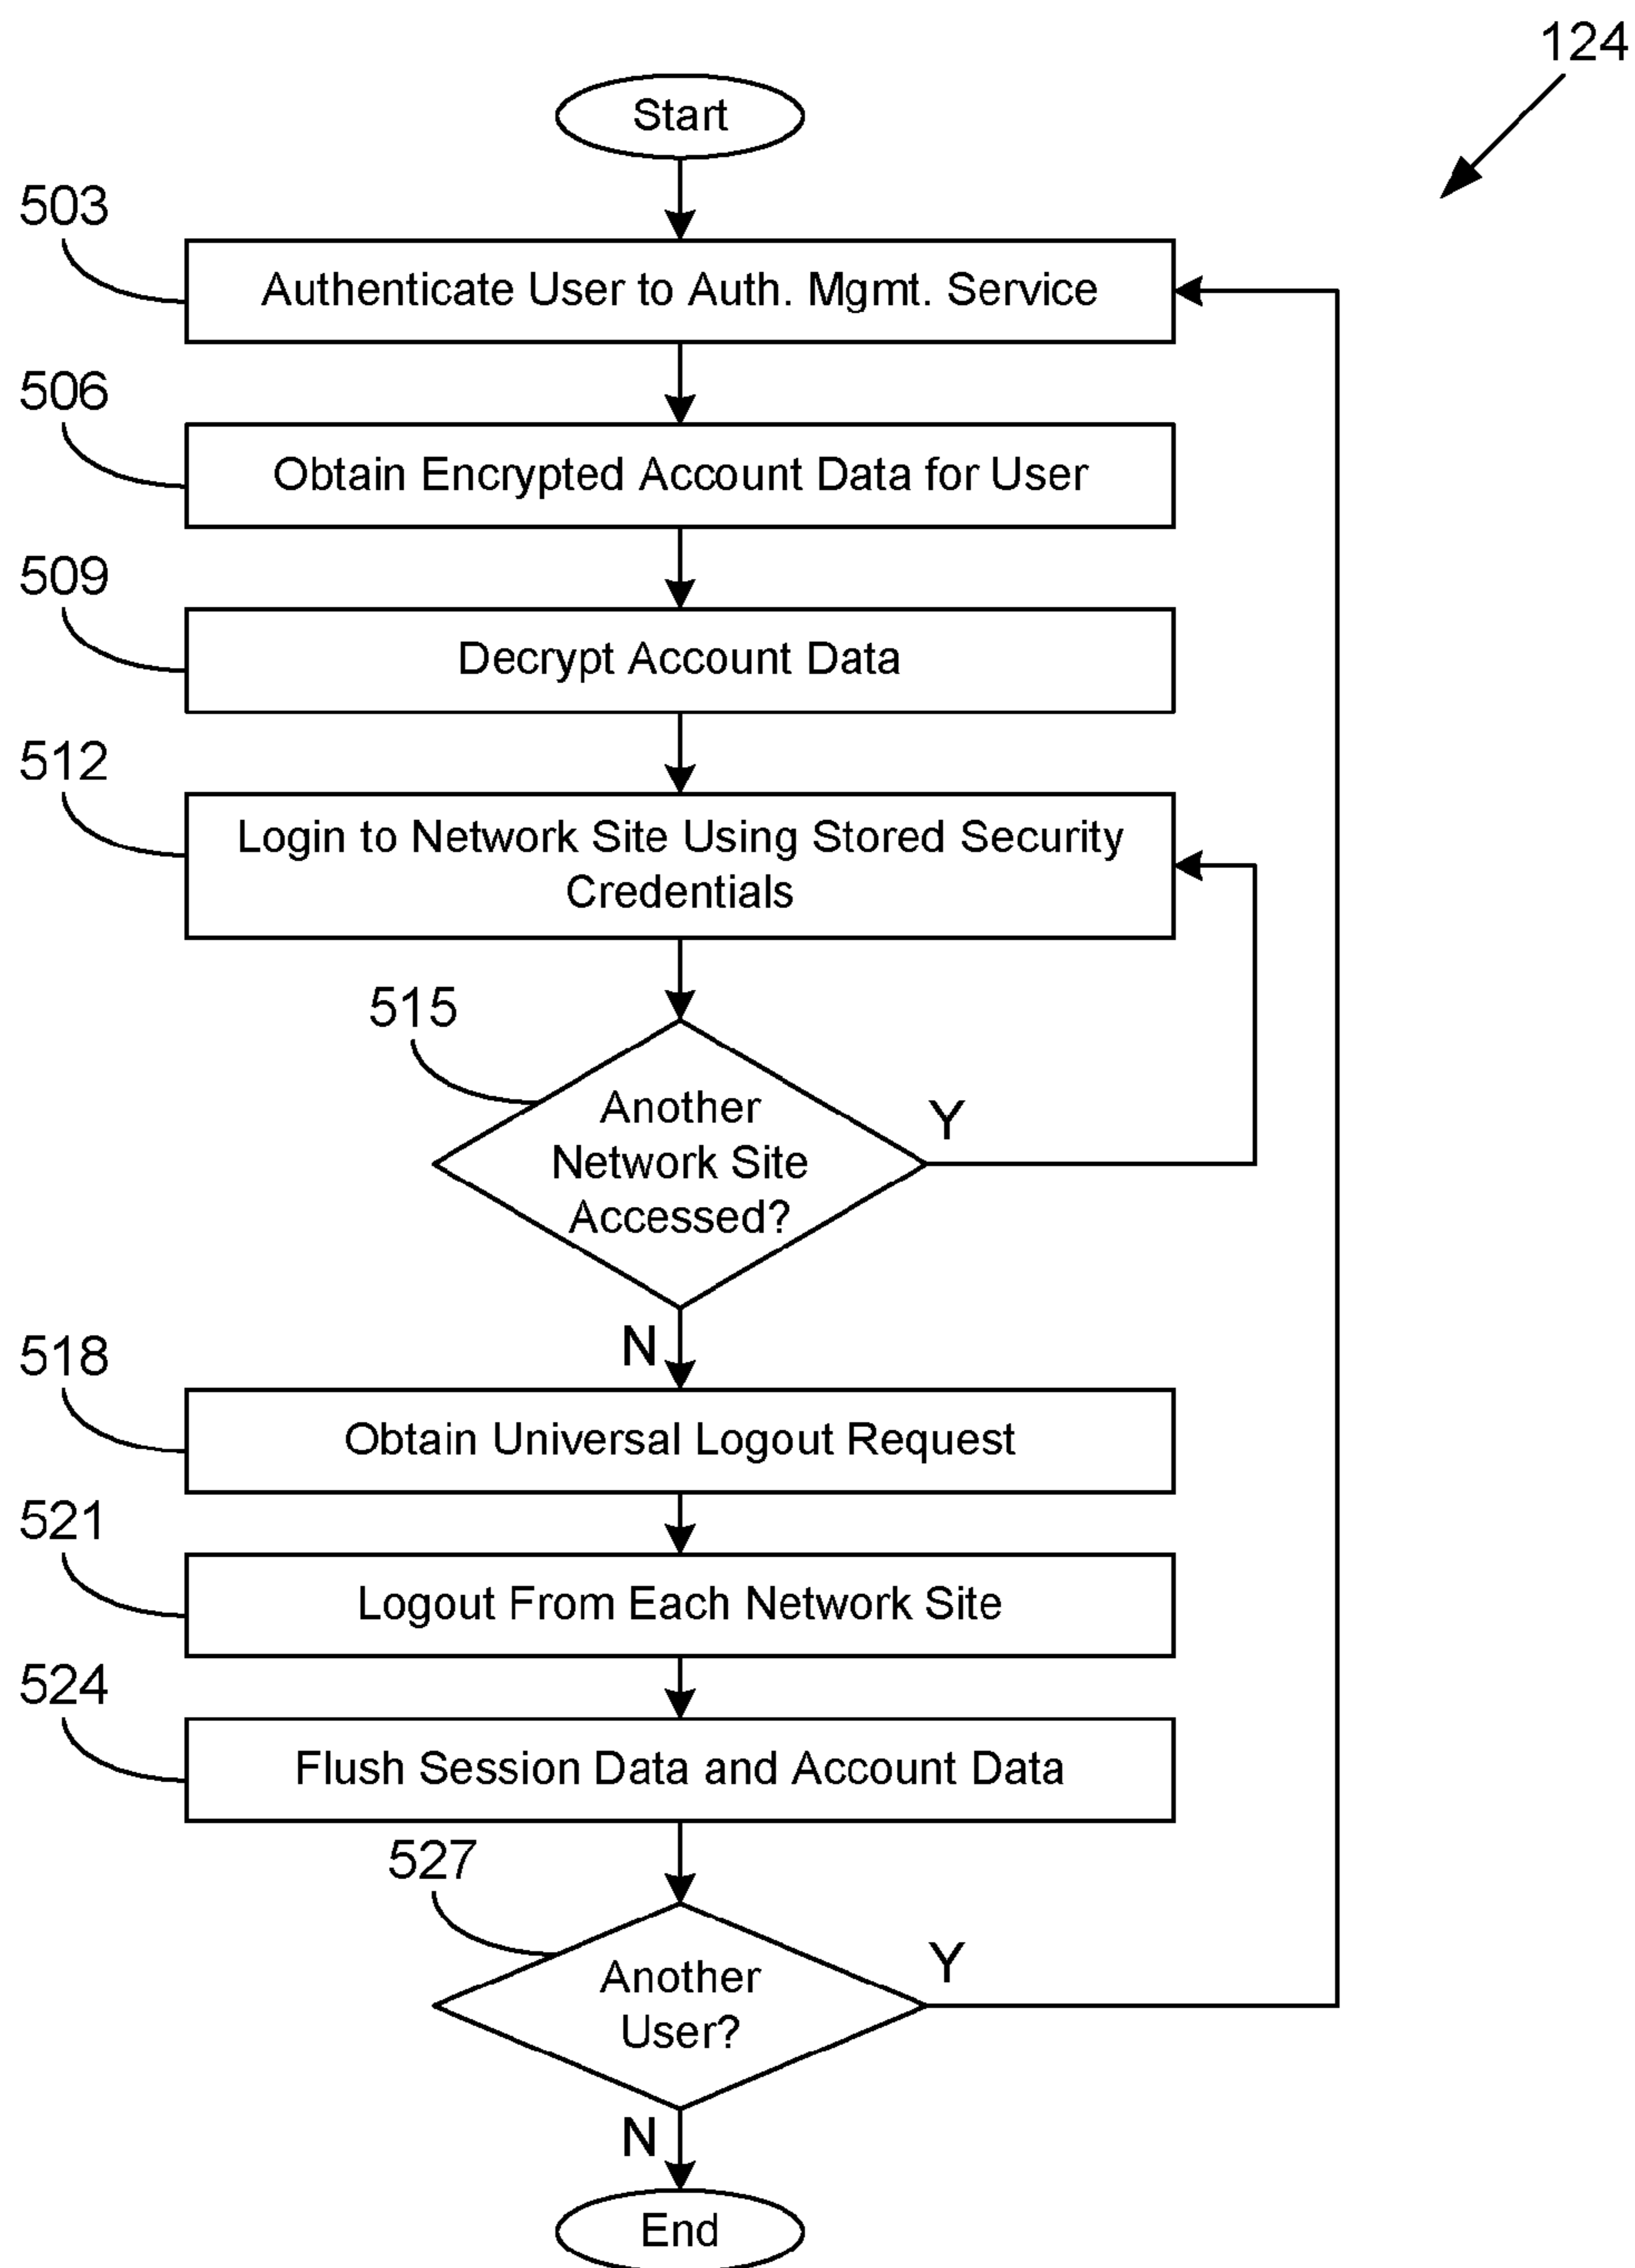 124
Start
503
Authenticate User to Auth. Mgmt. Service
506
Obtain Encrypted Account Data for User
509
Decrypt Account Data
512
Login to Network Site Using Stored Security
Credentials
515
Another
Network Site
Accessed?
Y
N
518
Obtain Universal Logout Request
521
Logout From Each Network Site
524
Flush Session Data and Account Data
527
Another
User?
Y
N
End